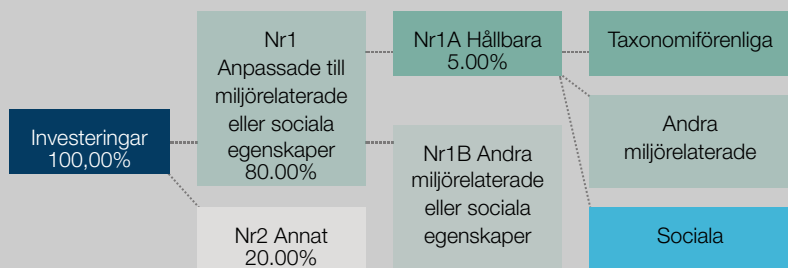 Investeringar
100,00%
Nr1
Anpassade till
miljörelaterade
eller sociala
egenskaper
80.00%
Nr2 Annat
20.00%
Nr1A Hållbara
5.00%
Nr1B Andra
miljörelaterade
eller sociala
egenskaper
Taxonomiförenliga
Andra
miljörelaterade
Sociala